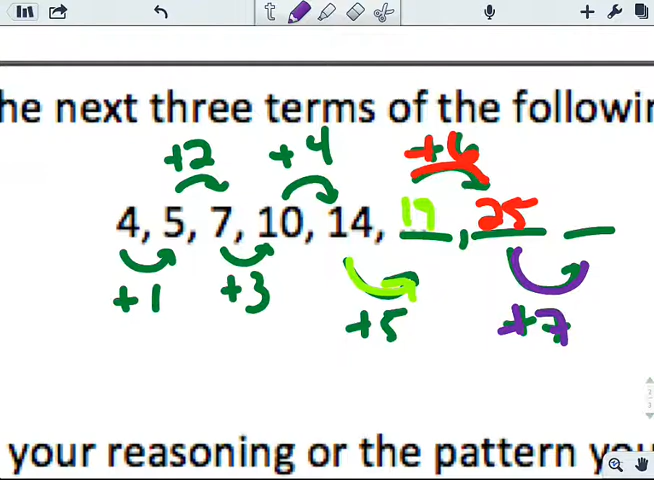 he next three terms of the followin
+2 +4 +6
4, 5, 7, 10, 14, 19, 25
+1 +3 +5 +7
your reasoning or the pattern you